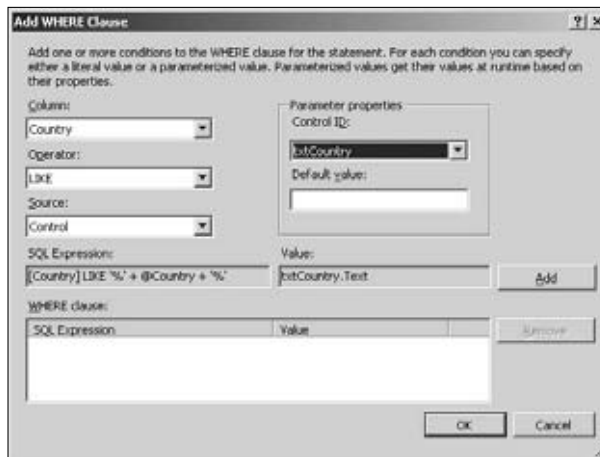 Add WHERE Clause
Add one or more conditions to the WHERE clause for the statement. For each condition you can specify
either a literal value or a parameterized value. Parameterized values get their values at runtime based on
their properties.
Column:
Country
Operator:
LIKE
Source:
Control
Parameter properties
Control ID:
txtCountry
Default value:
SQL Expression:
[Country] LIKE '%' + @Country + '%'
Value:
txtCountry.Text
Add
WHERE clause:
SQL Expression Value
Remove
OK Cancel